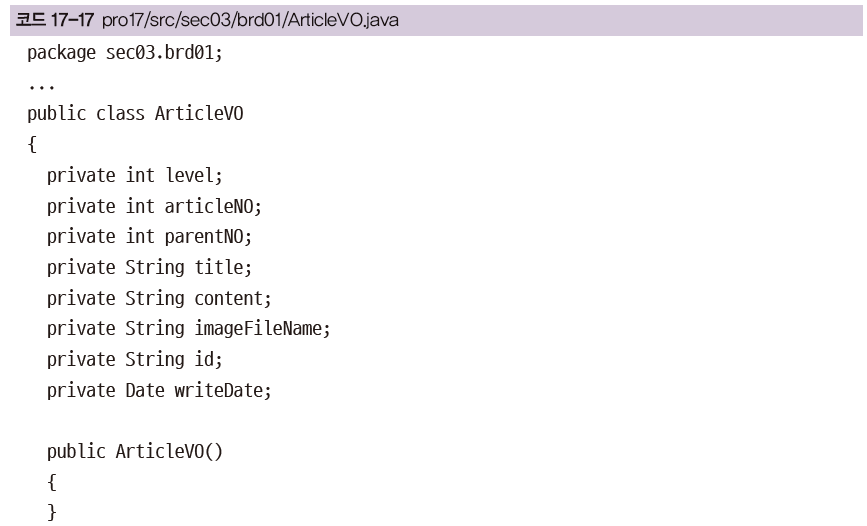 코드 17-17 pro17/src/sec03/brd01/ArticleVO.java
package sec03.brd01;
...
public class ArticleVO
{
  private int level;
  private int articleNO;
  private int parentNO;
  private String title;
  private String content;
  private String imageFileName;
  private String id;
  private Date writeDate;

  public ArticleVO()
  {
  }